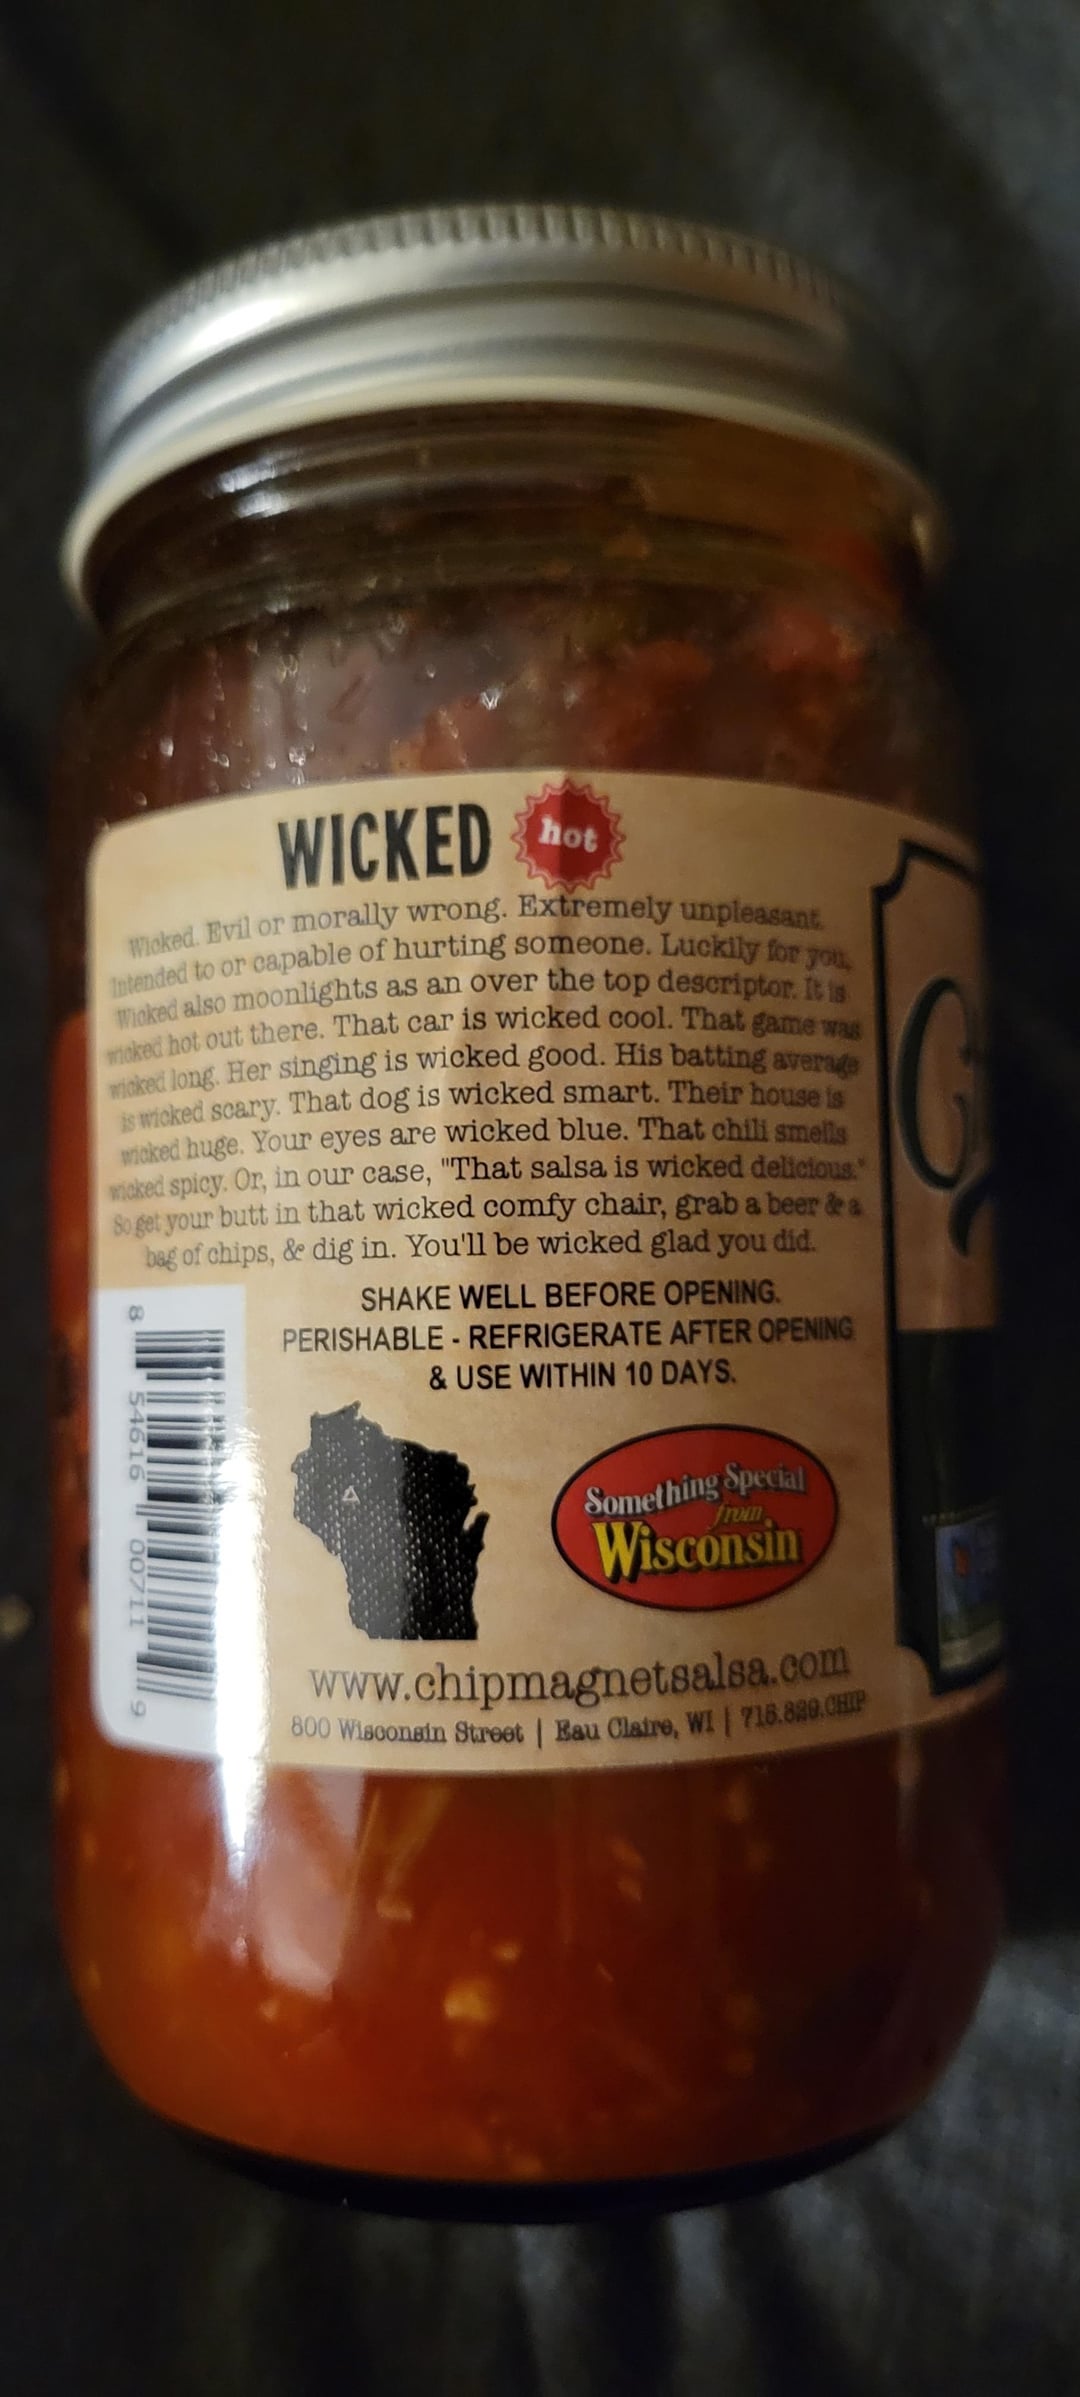 WICKED hot
Wicked. Evil or morally wrong. Extremely unpleasant.
Intended to or capable of hurting someone. Luckily for you,
Wicked also moonlights as an over the top descriptor. It is
wicked hot out there. That car is wicked cool. That game was
wicked long. Her singing is wicked good. His batting average
is wicked scary. That dog is wicked smart. Their house is
wicked huge. Your eyes are wicked blue. That chili smells
wicked spicy. Or, in our case, "That salsa is wicked delicious."
So get your butt in that wicked comfy chair, grab a beer & a
bag of chips, & dig in. You'll be wicked glad you did.
SHAKE WELL BEFORE OPENING.
PERISHABLE - REFRIGERATE AFTER OPENING
& USE WITHIN 10 DAYS.
8 54616 00711 9
Something Special
from
Wisconsin
www.chipmagnetsalsa.com
800 Wisconsin Street | Eau Claire, WI | 715.829.CHIP